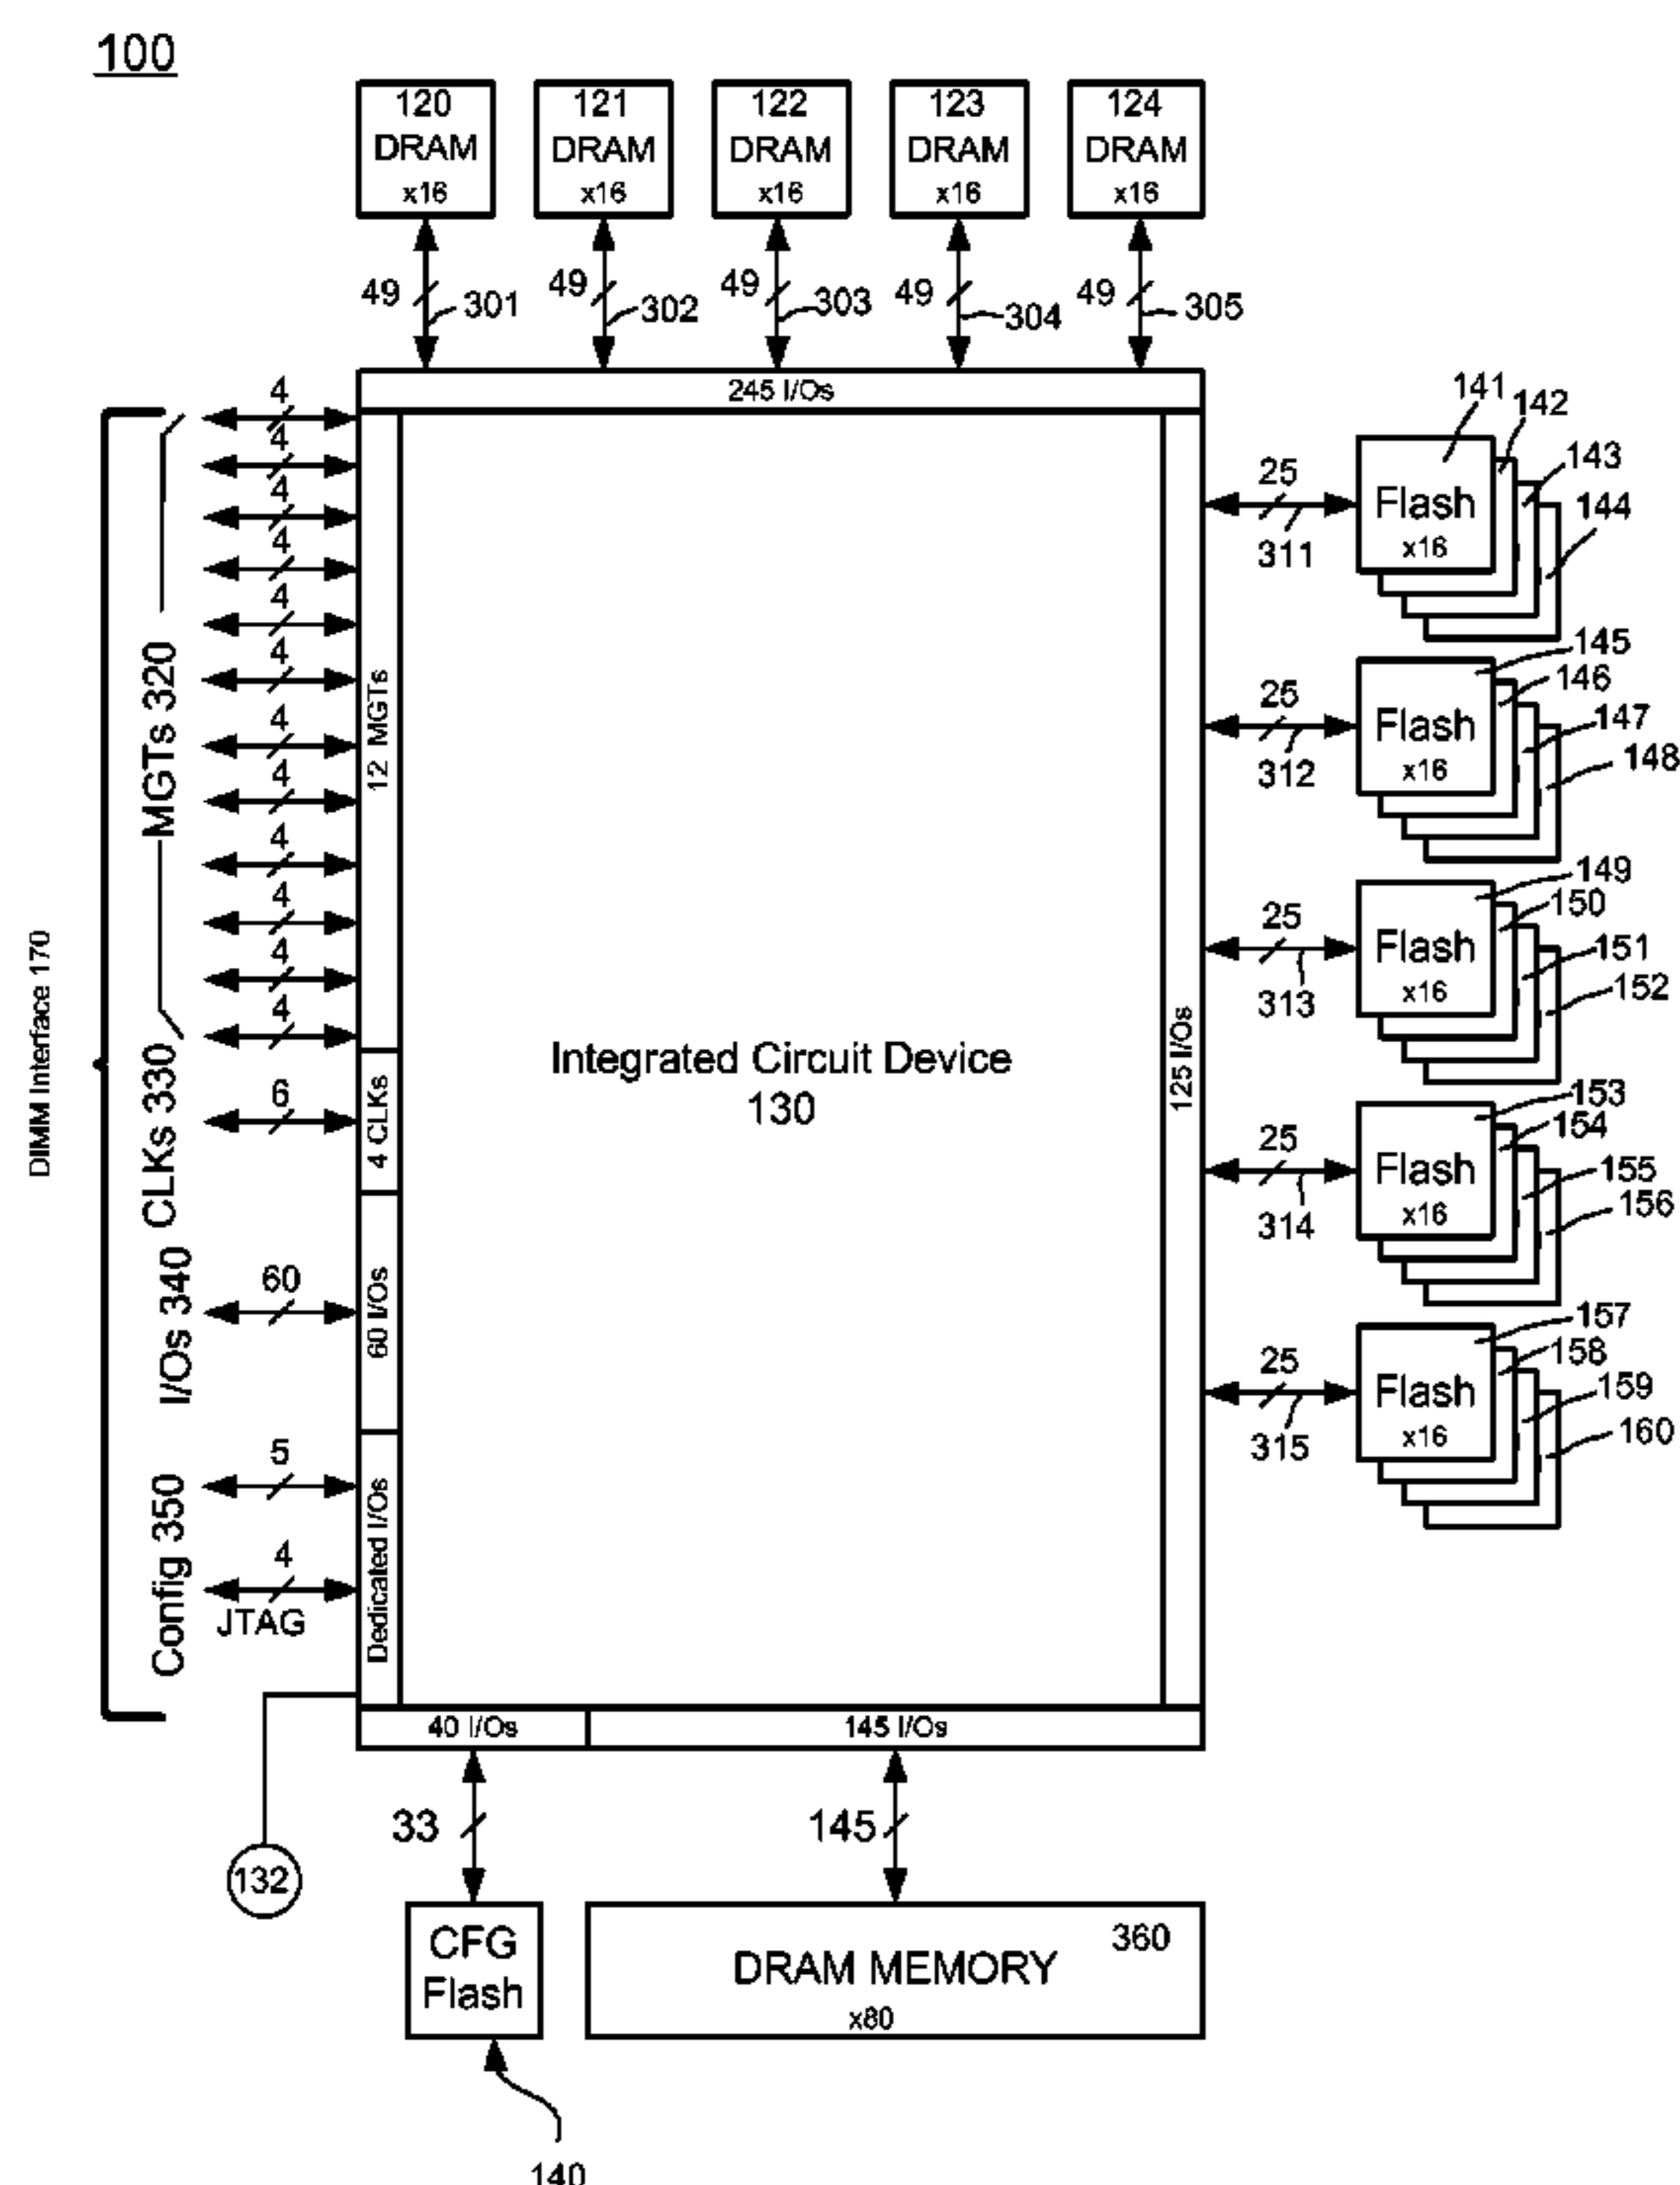 100
120
DRAM
x16
121
DRAM
x16
122
DRAM
x16
123
DRAM
x16
124
DRAM
x16
49
301
49
302
49
303
49
304
49
305
245 I/Os
DIMM Interface 170
MGTs 320
CLKs 330
I/Os 340
Config 350
4
4
4
4
4
4
4
4
4
4
4
4
6
60
5
4
JTAG
12 MGTs
4 CLKs
60 I/Os
Dedicated I/Os
Integrated Circuit Device
130
125 I/Os
25
311
Flash
x16
141
142
143
144
25
312
Flash
x16
145
146
147
148
25
313
Flash
x16
149
150
151
152
25
314
Flash
x16
153
154
155
156
25
315
Flash
x16
157
158
159
160
40 I/Os
145 I/Os
33
145
132
CFG
Flash
140
360
DRAM MEMORY
x80